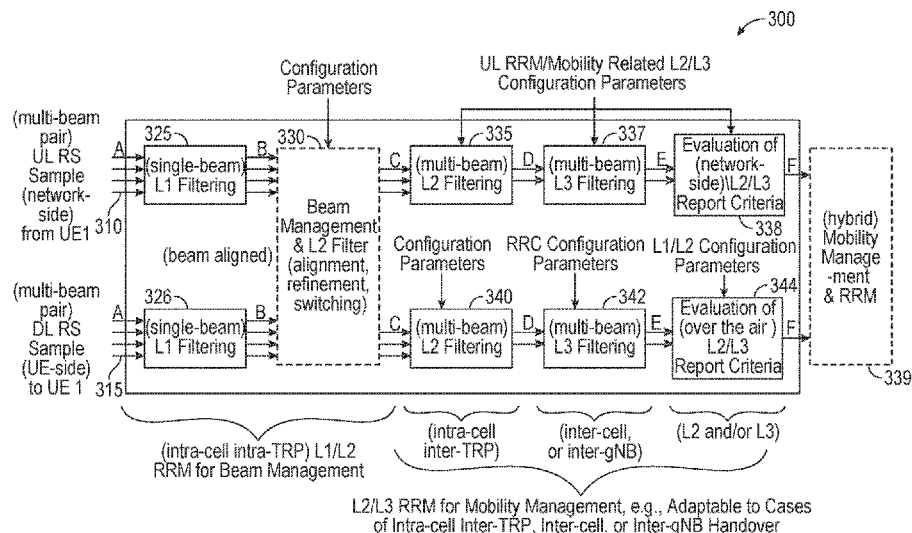 300
Configuration
Parameters
UL RRM/Mobility Related L2/L3
Configuration Parameters
(multi-beam
pair)
UL RS
Sample
(network-
side)
from UE1
310
A
325
(single-beam)
L1 Filtering
B
330
Beam
Management
& L2 Filter
(alignment,
refinement,
switching)
(beam aligned)
C
335
(multi-beam)
L2 Filtering
D
337
(multi-beam)
L3 Filtering
E
Evaluation of
(network-
side)\L2/L3
Report Criteria
338
F
(hybrid)
Mobility
Manage
-ment
& RRM
339
(multi-beam
pair)
DL RS
Sample
(UE-side)
to UE 1
315
A
326
(single-beam)
L1 Filtering
B
C
Configuration
Parameters
340
(multi-beam)
L2 Filtering
D
RRC Configuration
Parameters
342
(multi-beam)
L3 Filtering
E
L1/L2 Configuration
Parameters
344
Evaluation of
(over the air )
L2/L3
Report Criteria
F
(intra-cell intra-TRP) L1/L2
RRM for Beam Management
(intra-cell
inter-TRP)
(inter-cell,
or inter-gNB)
(L2 and/or L3)
L2/L3 RRM for Mobility Management, e.g., Adaptable to Cases
of Intra-cell Inter-TRP, Inter-cell, or Inter-gNB Handover